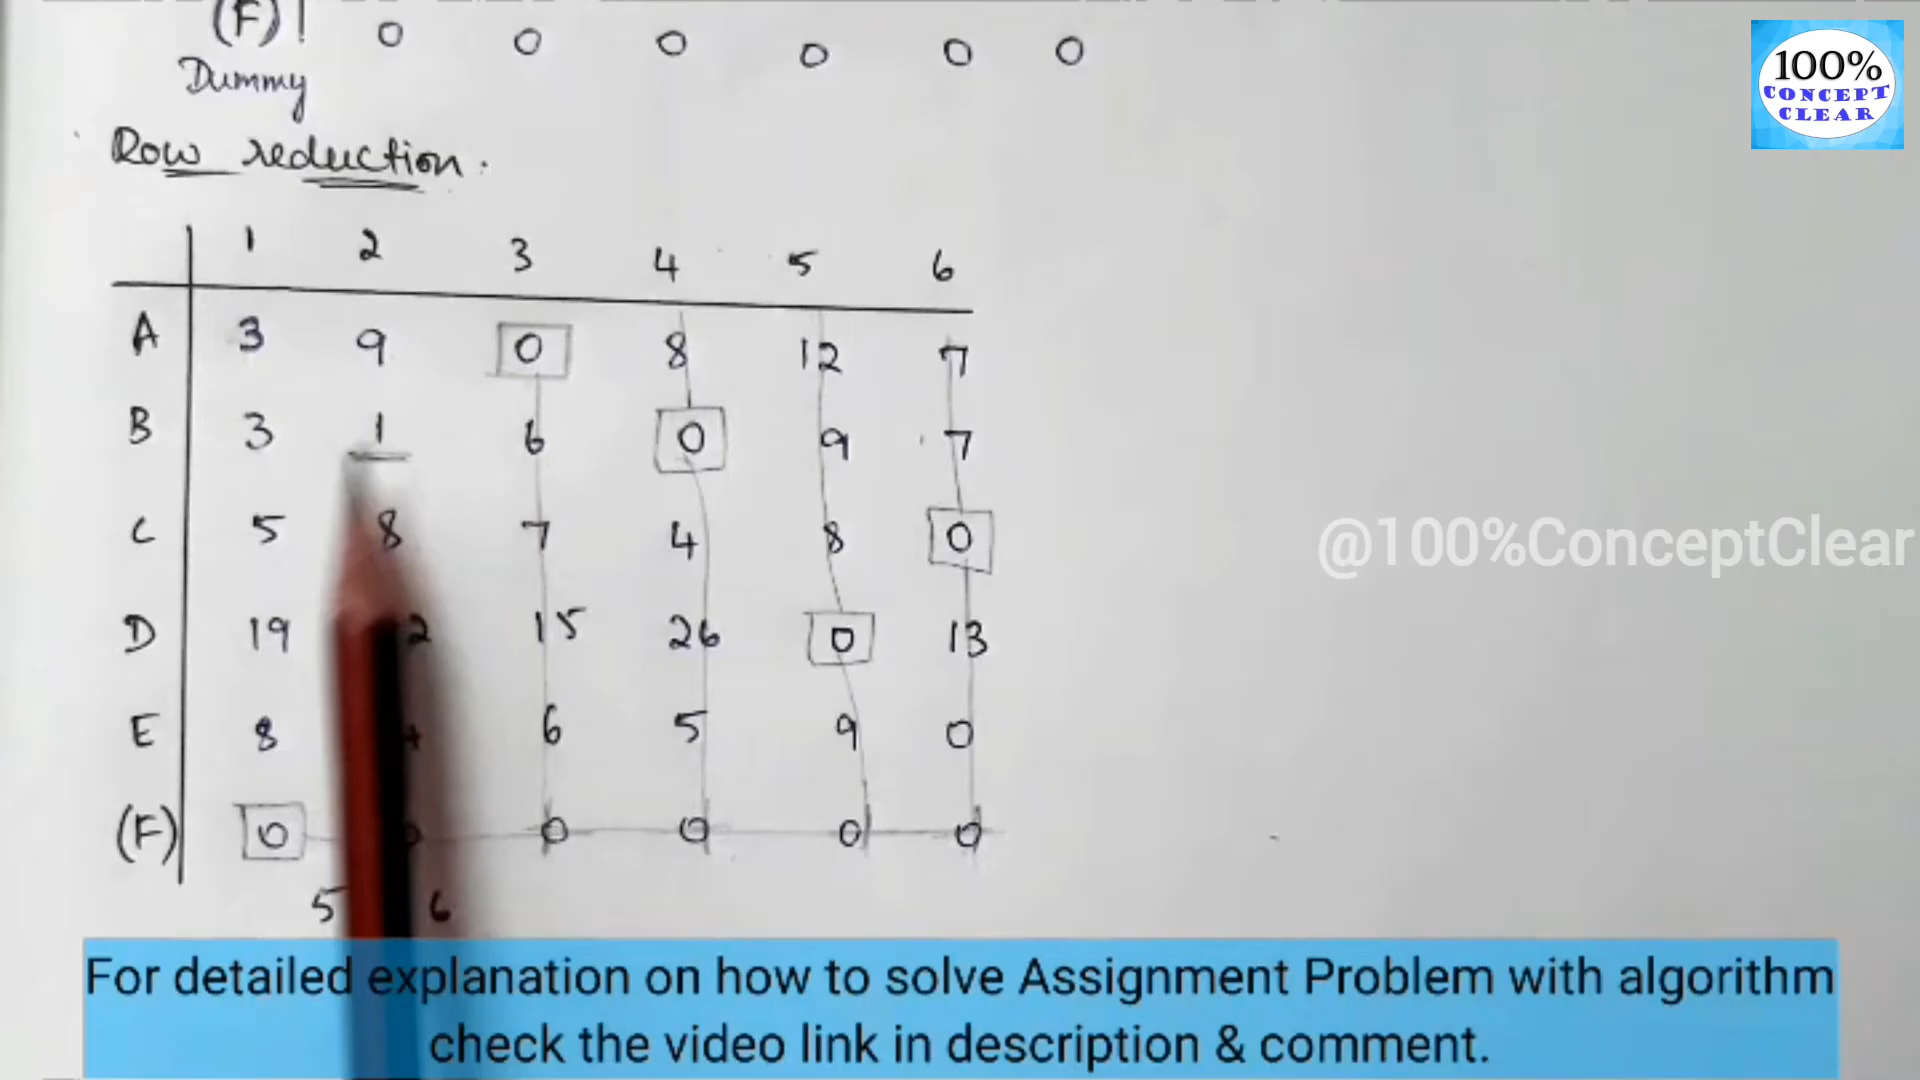 (F) 0 0 0 0 0 0
Dummy
100%
CONCEPT
CLEAR
Row reduction.
1 2 3 4 5 6
A 3 9 0 8 12 7
B 3 1 6 0 9 7
C 5 8 7 4 8 0
D 19 2 15 26 0 13
E 8 6 5 9 0
(F) 0 0 0 0 0
5 6
@100%ConceptClear
For detailed explanation on how to solve Assignment Problem with algorithm
check the video link in description & comment.